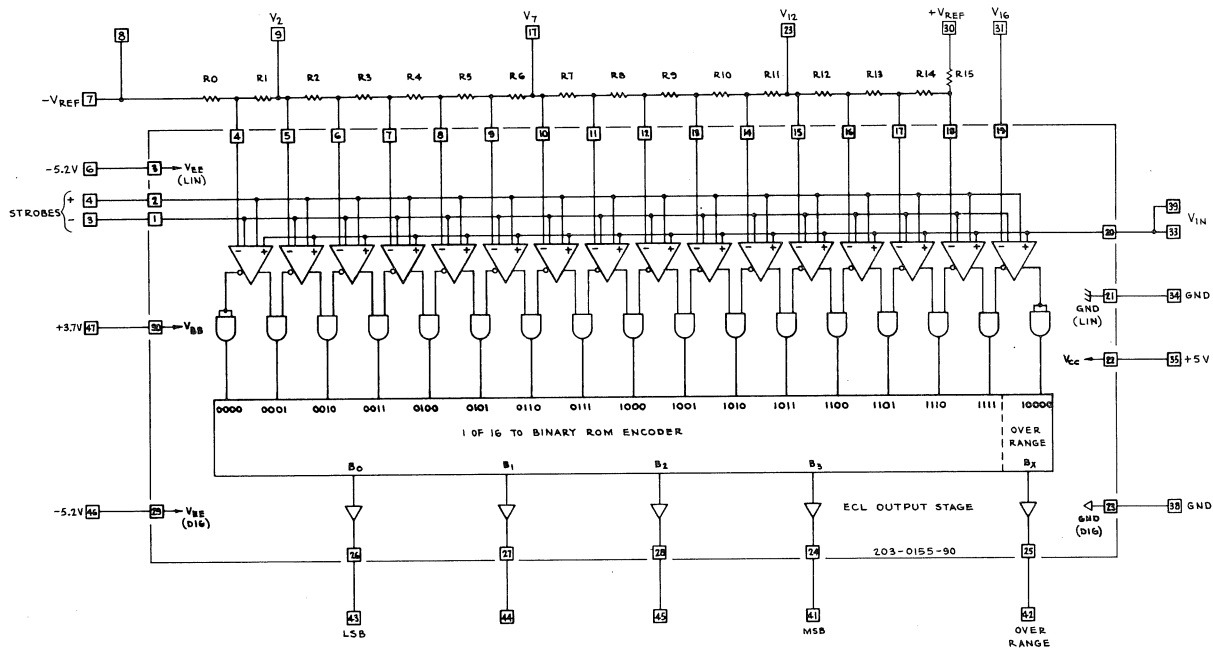 V2 V7 V12 +VREF V16
8 9 17 23 30 31
R0 R1 R2 R3 R4 R5 R6 R7 R8 R9 R10 R11 R12 R13 R14 R15
-VREF 7
4 5 6 7 8 9 10 11 12 13 14 15 16 17 18 19
-5.2V 6 VEE
(LIN)
STROBES { + 4 2
- 3 1
39
20 33 VIN
- + - + - + - + - + - + - + - + - + - + - + - + - + - + - + - +
21 34 GND
GND
(LIN)
+3.7V 47 30 VBB
VCC 22 35 +5V
0000 0001 0010 0011 0100 0101 0110 0111 1000 1001 1010 1011 1100 1101 1110 1111 10000
1 OF 16 TO BINARY ROM ENCODER
OVER
RANGE
B0 B1 B2 B3 BX
-5.2V 46 29 VEE
(DIG)
ECL OUTPUT STAGE
23 38 GND
GND
(DIG)
26 27 28 24 203-0155-90 25
43 44 45 41 42
LSB MSB OVER
RANGE